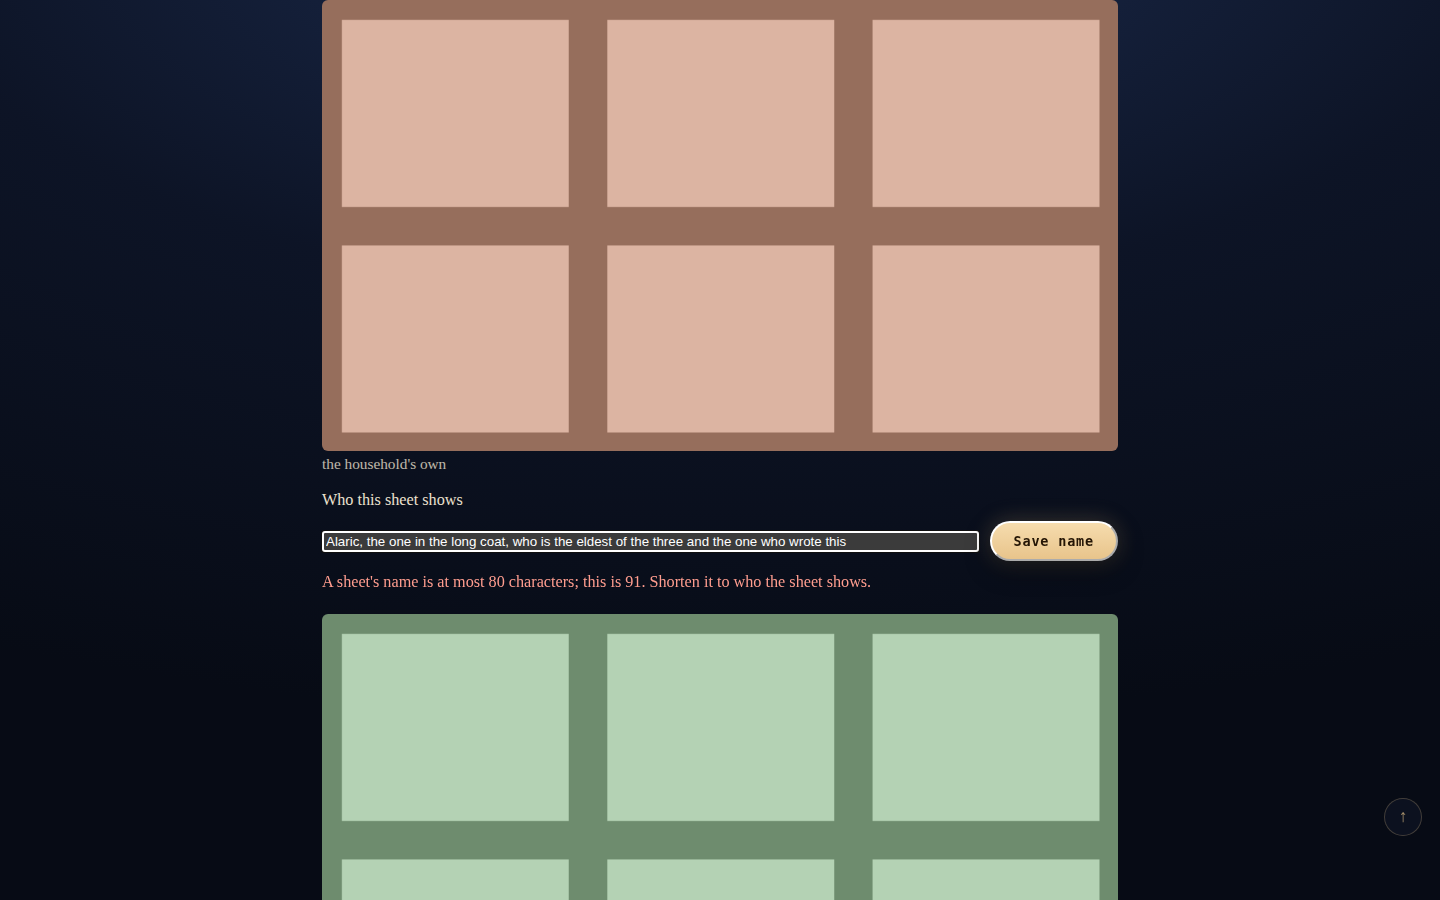 the household's own
Who this sheet shows
Alaric, the one in the long coat, who is the eldest of the three and the one who wrote this
Save name
A sheet's name is at most 80 characters; this is 91. Shorten it to who the sheet shows.
↑